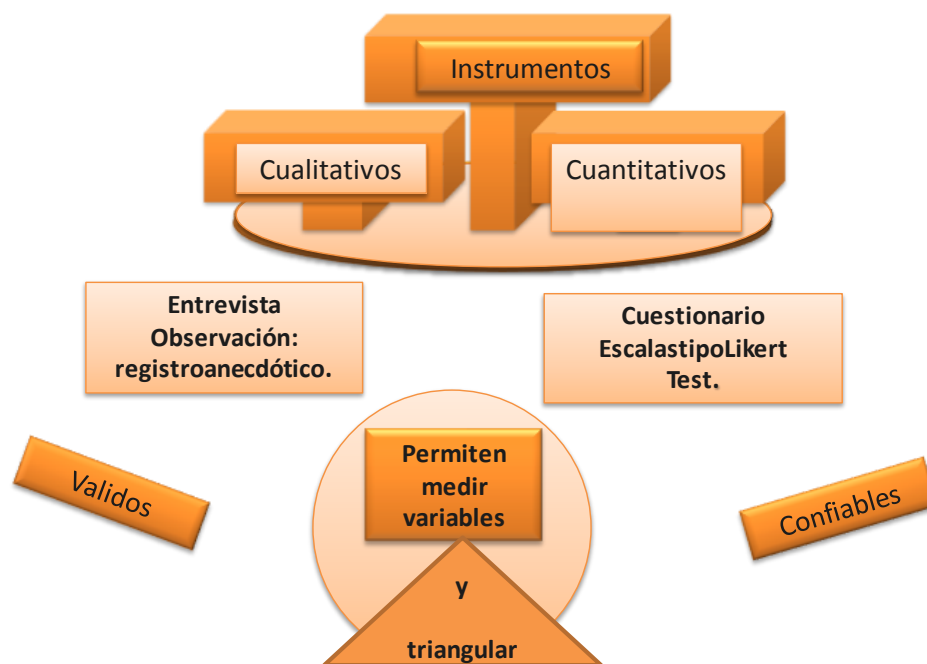 Instrumentos
Cualitativos
Cuantitativos
Entrevista
Observación:
registroanecdótico.
Cuestionario
EscalastipoLikert
Test.
Validos
Permiten
medir
variables
Confiables
y
triangular